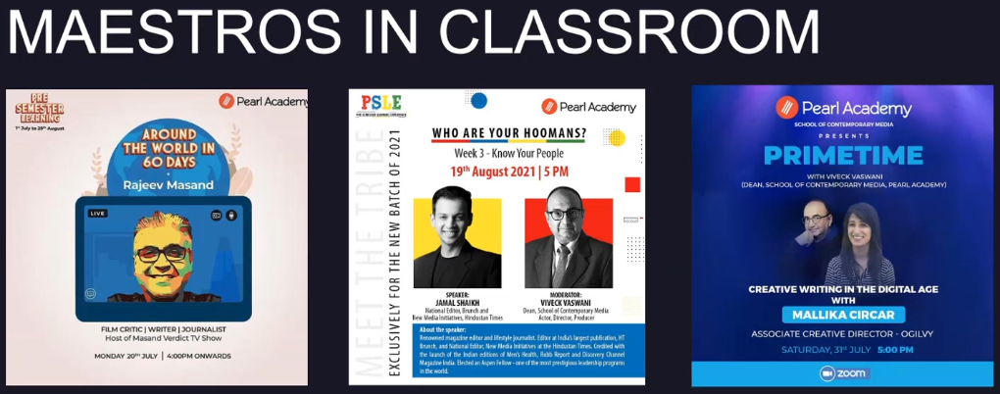 MAESTROS IN CLASSROOM
PRE
SEMESTER
LEARNING
1st July to 29th August
Pearl Academy
AROUND
THE WORLD IN
60 DAYS
Rajeev Masand
LIVE
FILM CRITIC | WRITER | JOURNALIST
Host of Masand Verdict TV Show
MONDAY 20TH JULY | 4:00PM ONWARDS
PSLE
PRE SEMESTER LEARNING EXPERIENCE
Pearl Academy
MEET THE TRIBE
EXCLUSIVELY FOR THE NEW BATCH OF 2021
WHO ARE YOUR HOOMANS?
Week 3 - Know Your People
19th August 2021 | 5 PM
SPEAKER:
JAMAL SHAIKH
National Editor, Brunch and
New Media Initiatives, Hindustan Times
MODERATOR:
VIVECK VASWANI
Dean, School of Contemporary Media
Actor, Director, Producer
About the speaker:
Renowned magazine editor and lifestyle journalist. Editor at India's largest publication, HT
Brunch, and National Editor, New Media Initiatives at the Hindustan Times. Credited with
the launch of the Indian editions of Men's Health, Robb Report and Discovery Channel
Magazine India. Elected an Aspen Fellow - one of the most prestigious leadership programs
in the world.
Pearl Academy
SCHOOL OF CONTEMPORARY MEDIA
PRESENTS
PRIMETIME
WITH VIVECK VASWANI
(DEAN, SCHOOL OF CONTEMPORARY MEDIA, PEARL ACADEMY)
CREATIVE WRITING IN THE DIGITAL AGE
WITH
MALLIKA CIRCAR
ASSOCIATE CREATIVE DIRECTOR - OGILVY
SATURDAY, 31st JULY 5:00 PM
zoom